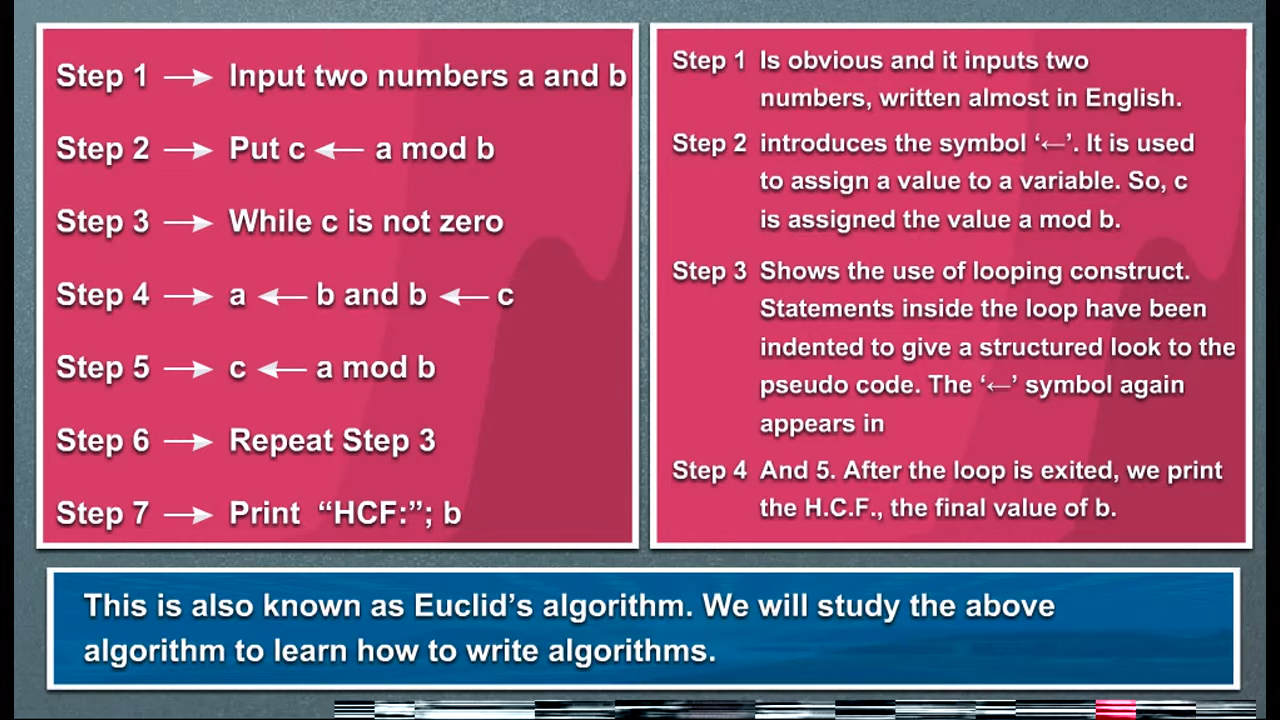 Step 1 → Input two numbers a and b
Step 2 → Put c ← a mod b
Step 3 → While c is not zero
Step 4 → a ← b and b ← c
Step 5 → c ← a mod b
Step 6 → Repeat Step 3
Step 7 → Print “HCF:”; b
Step 1 Is obvious and it inputs two
numbers, written almost in English.
Step 2 introduces the symbol ‘←’. It is used
to assign a value to a variable. So, c
is assigned the value a mod b.
Step 3 Shows the use of looping construct.
Statements inside the loop have been
indented to give a structured look to the
pseudo code. The ‘←’ symbol again
appears in
Step 4 And 5. After the loop is exited, we print
the H.C.F., the final value of b.
This is also known as Euclid’s algorithm. We will study the above
algorithm to learn how to write algorithms.